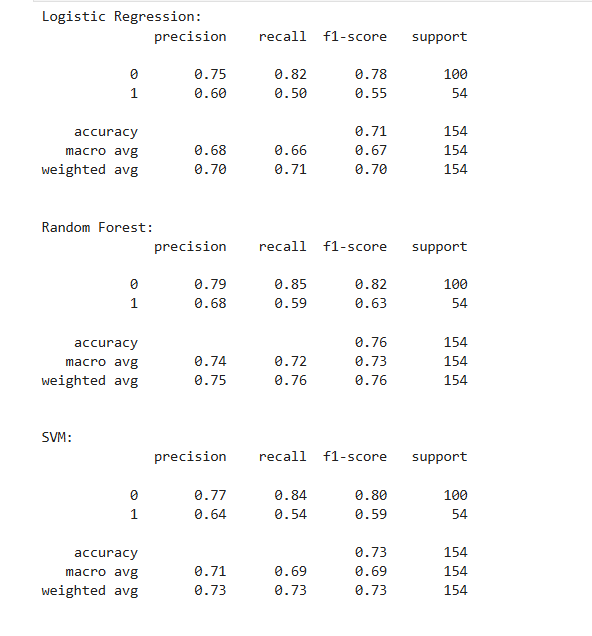 Logistic Regression:
precision recall f1-score support
0 0.75 0.82 0.78 100
1 0.60 0.50 0.55 54
accuracy 0.71 154
macro avg 0.68 0.66 0.67 154
weighted avg 0.70 0.71 0.70 154
Random Forest:
precision recall f1-score support
0 0.79 0.85 0.82 100
1 0.68 0.59 0.63 54
accuracy 0.76 154
macro avg 0.74 0.72 0.73 154
weighted avg 0.75 0.76 0.76 154
SVM:
precision recall f1-score support
0 0.77 0.84 0.80 100
1 0.64 0.54 0.59 54
accuracy 0.73 154
macro avg 0.71 0.69 0.69 154
weighted avg 0.73 0.73 0.73 154